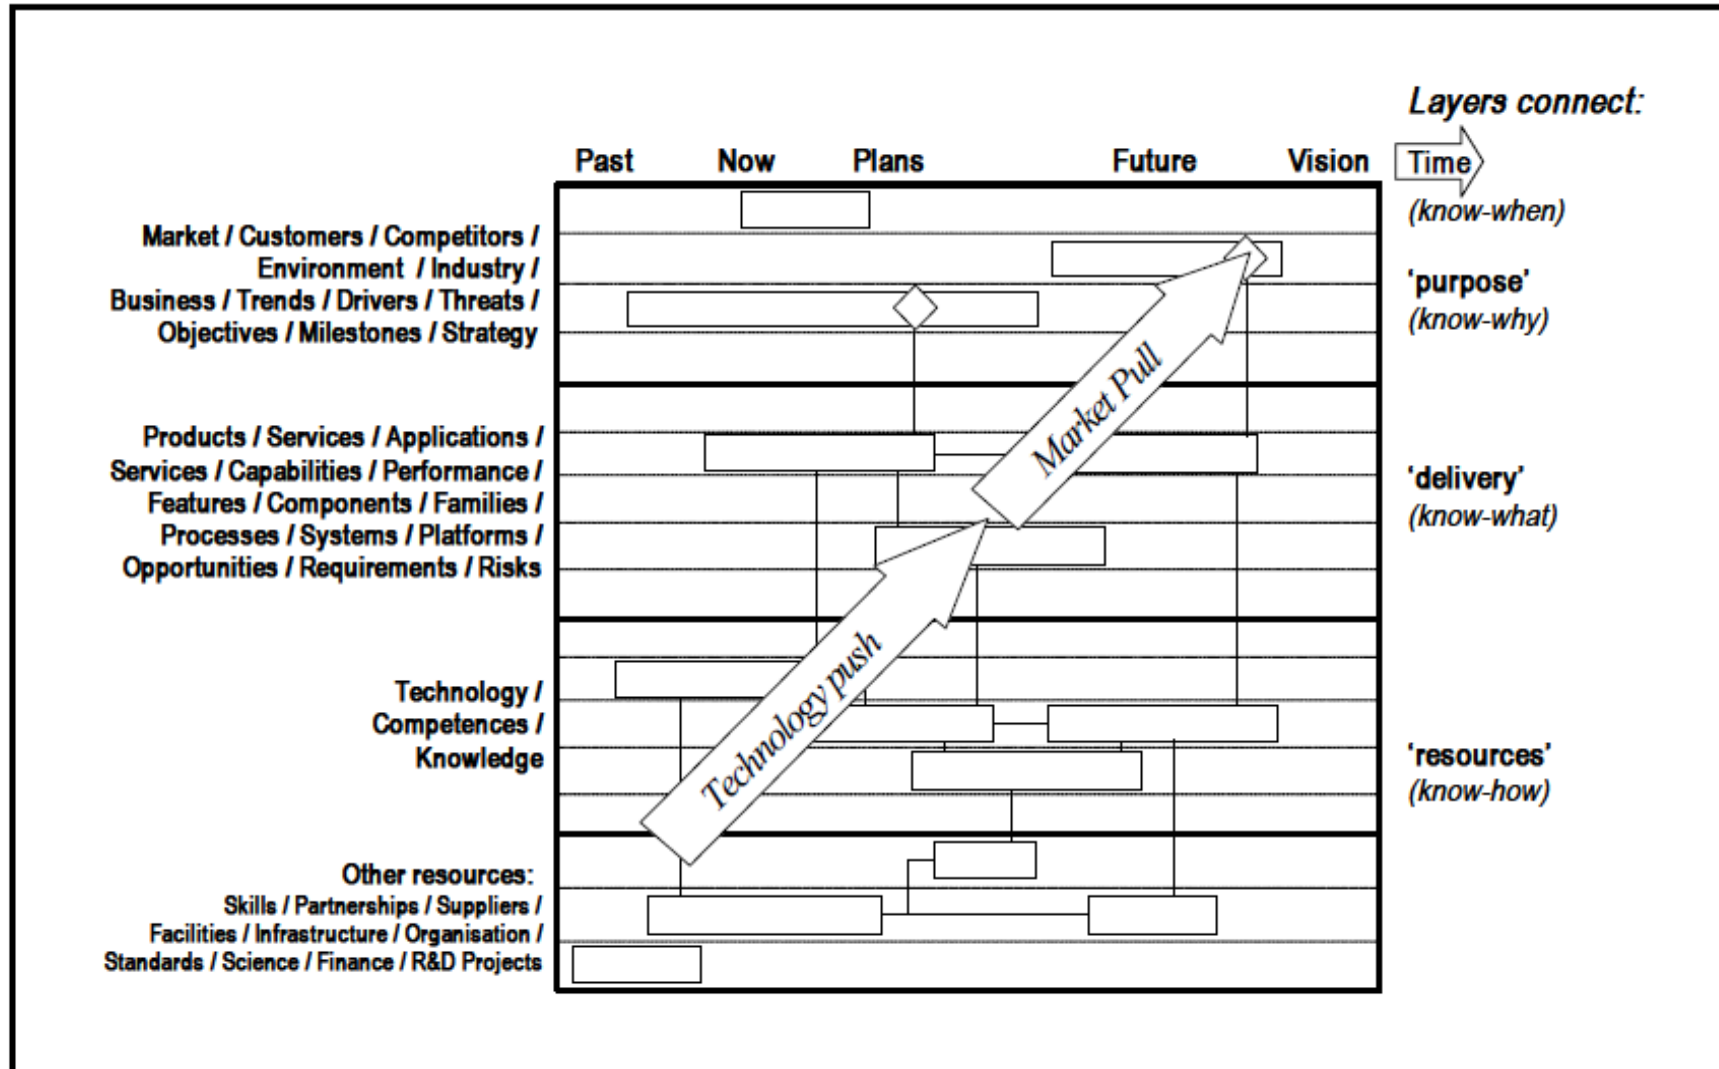 Layers connect:
Past Now Plans Future Vision Time
(know-when)
Market / Customers / Competitors /
Environment / Industry /
Business / Trends / Drivers / Threats /
Objectives / Milestones / Strategy
'purpose'
(know-why)
Market Pull
Products / Services / Applications /
Services / Capabilities / Performance /
Features / Components / Families /
Processes / Systems / Platforms /
Opportunities / Requirements / Risks
'delivery'
(know-what)
Technology push
Technology /
Competences /
Knowledge
'resources'
(know-how)
Other resources:
Skills / Partnerships / Suppliers /
Facilities / Infrastructure / Organisation /
Standards / Science / Finance / R&D Projects